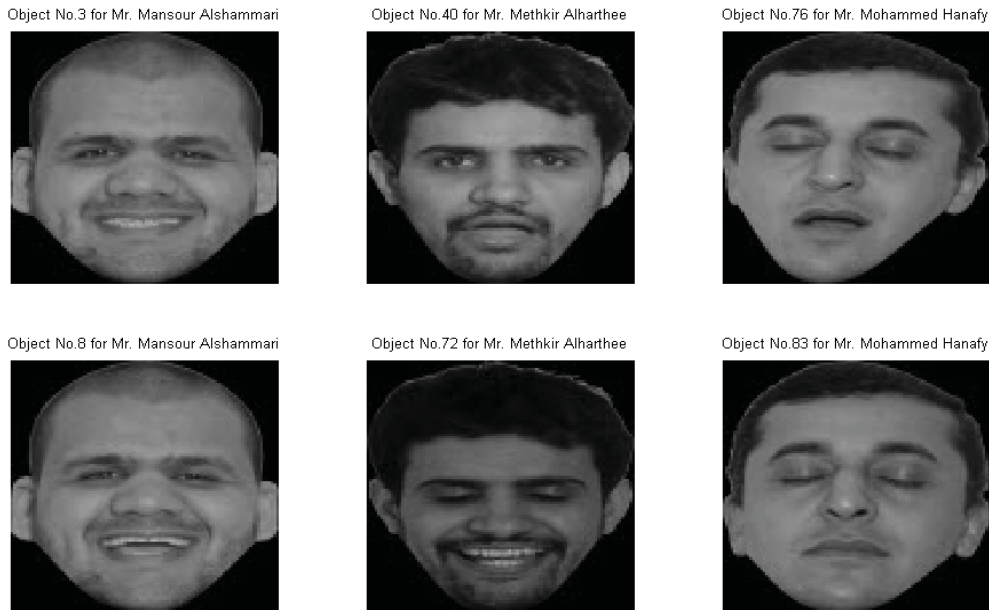 Object No.3 for Mr. Mansour Alshammari
Object No.40 for Mr. Methkir Alharthee
Object No.76 for Mr. Mohammed Hanafy
Object No.8 for Mr. Mansour Alshammari
Object No.72 for Mr. Methkir Alharthee
Object No.83 for Mr. Mohammed Hanafy